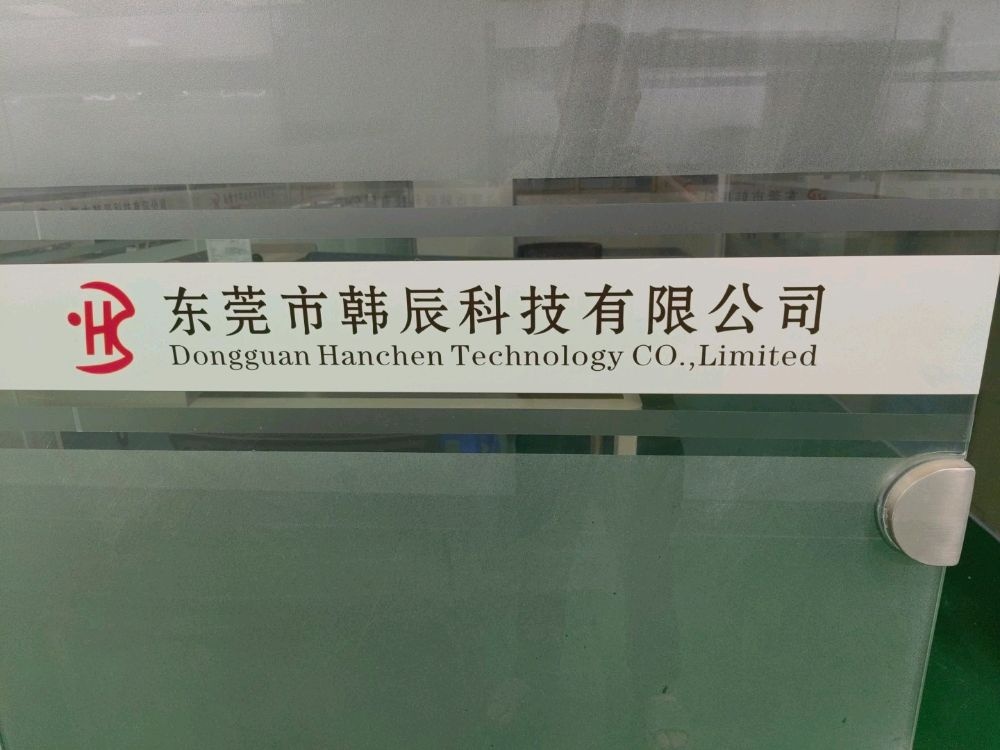 东莞市韩辰科技有限公司
Dongguan Hanchen Technology CO.,Limited